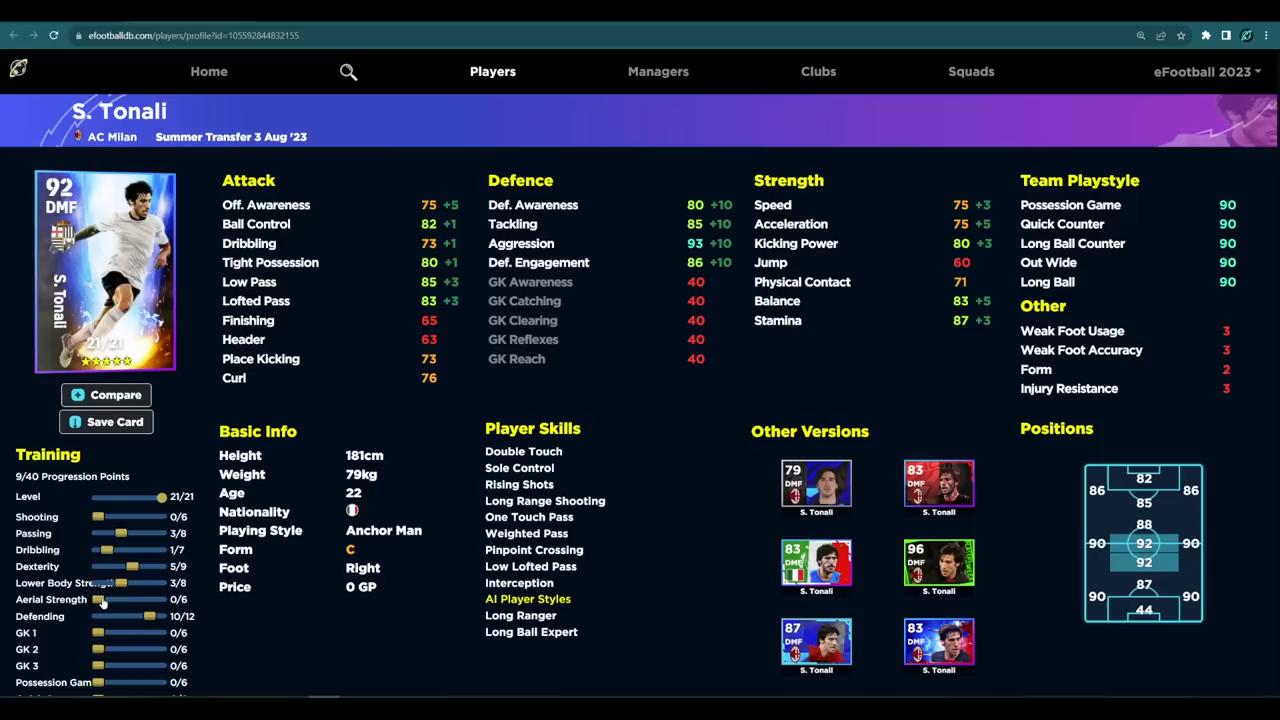 efootballdb.com/players/profile?id=105592844832155
Home
Players
Managers
Clubs
Squads
eFootball 2023
S. Tonali
AC Milan
Summer Transfer 3 Aug '23
92
DMF
S. Tonali
21/21
Compare
Save Card
Training
9/40 Progression Points
Level 21/21
Shooting 0/6
Passing 3/8
Dribbling 1/7
Dexterity 5/9
Lower Body Strength 3/8
Aerial Strength 0/6
Defending 10/12
GK 1 0/6
GK 2 0/6
GK 3 0/6
Possession Gam 0/6
Attack
Off. Awareness 75 +5
Ball Control 82 +1
Dribbling 73 +1
Tight Possession 80 +1
Low Pass 85 +3
Lofted Pass 83 +3
Finishing 65
Header 63
Place Kicking 73
Curl 76
Defence
Def. Awareness 80 +10
Tackling 85 +10
Aggression 93 +10
Def. Engagement 86 +10
GK Awareness 40
GK Catching 40
GK Clearing 40
GK Reflexes 40
GK Reach 40
Strength
Speed 75 +3
Acceleration 75 +5
Kicking Power 80 +3
Jump 60
Physical Contact 71
Balance 83 +5
Stamina 87 +3
Team Playstyle
Possession Game 90
Quick Counter 90
Long Ball Counter 90
Out Wide 90
Long Ball 90
Other
Weak Foot Usage 3
Weak Foot Accuracy 3
Form 2
Injury Resistance 3
Basic Info
Height 181cm
Weight 79kg
Age 22
Nationality
Playing Style Anchor Man
Form C
Foot Right
Price 0 GP
Player Skills
Double Touch
Sole Control
Rising Shots
Long Range Shooting
One Touch Pass
Weighted Pass
Pinpoint Crossing
Low Lofted Pass
Interception
AI Player Styles
Long Ranger
Long Ball Expert
Other Versions
79
DMF
S. Tonali
83
DMF
S. Tonali
83
DMF
S. Tonali
96
DMF
S. Tonali
87
DMF
S. Tonali
83
DMF
S. Tonali
Positions
82
86 86
85
88
90 92 90
92
87
90 90
44